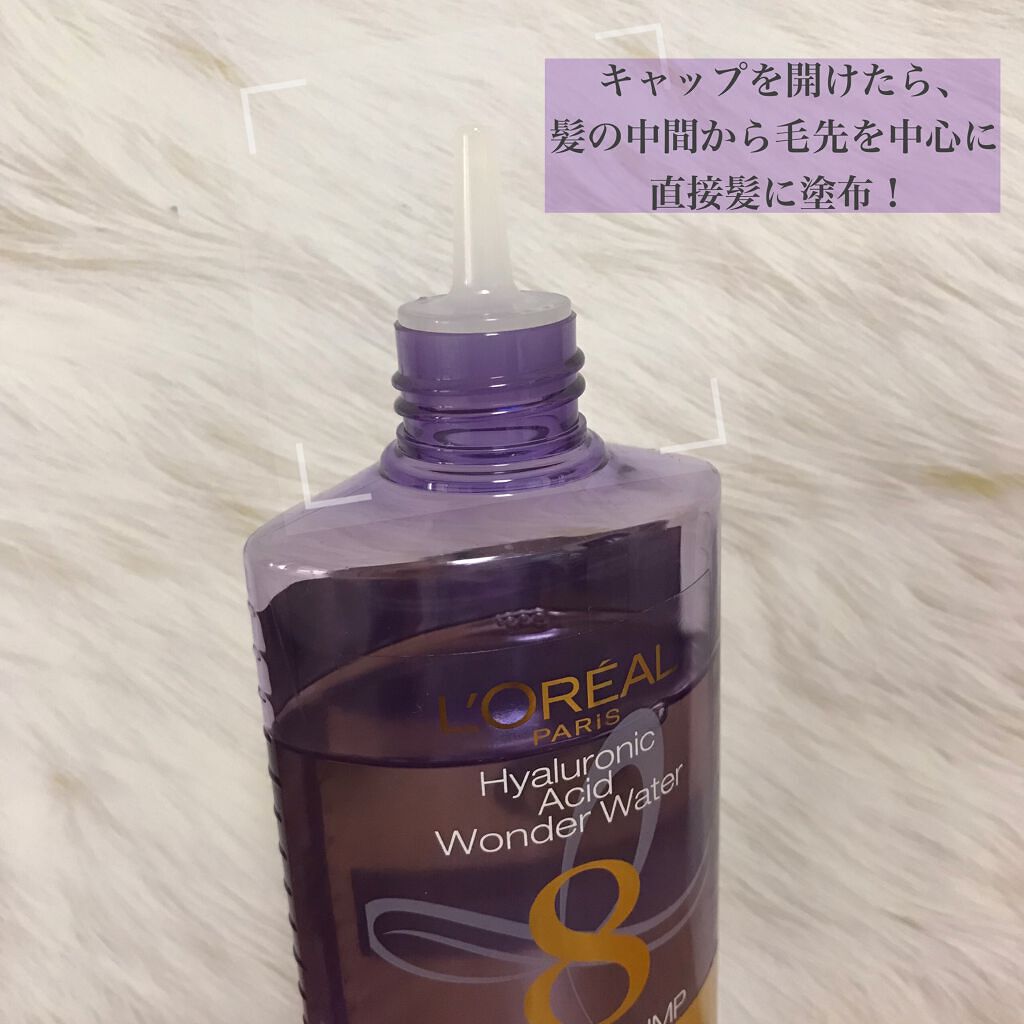 キャップを開けたら、
髪の中間から毛先を中心に
直接髪に塗布！
L'ORÉAL
PARIS
Hyaluronic
Acid
Wonder Water
8